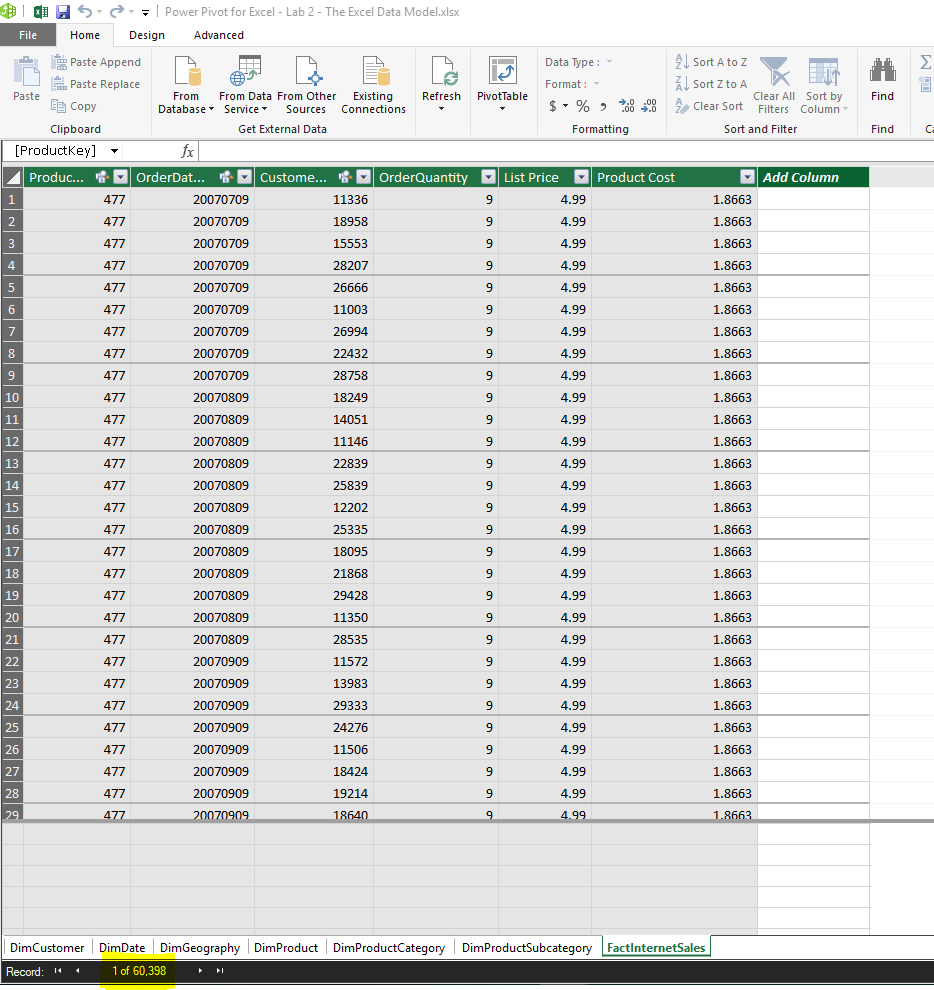 Power Pivot for Excel - Lab 2 - The Excel Data Model.xlsx
File Home Design Advanced
Paste
Paste Append
Paste Replace
Copy
Clipboard
From Database
From Data Service
From Other Sources
Existing Connections
Get External Data
Refresh
PivotTable
Data Type :
Format :
$ % ,
Formatting
Sort A to Z
Sort Z to A
Clear Sort
Clear All Filters
Sort by Column
Sort and Filter
Find
Find
Σ
[ProductKey] fx
Produc... OrderDat... Custome... OrderQuantity List Price Product Cost Add Column
1 477 20070709 11336 9 4.99 1.8663
2 477 20070709 18958 9 4.99 1.8663
3 477 20070709 15553 9 4.99 1.8663
4 477 20070709 28207 9 4.99 1.8663
5 477 20070709 26666 9 4.99 1.8663
6 477 20070709 11003 9 4.99 1.8663
7 477 20070709 26994 9 4.99 1.8663
8 477 20070709 22432 9 4.99 1.8663
9 477 20070709 28758 9 4.99 1.8663
10 477 20070809 18249 9 4.99 1.8663
11 477 20070809 14051 9 4.99 1.8663
12 477 20070809 11146 9 4.99 1.8663
13 477 20070809 22839 9 4.99 1.8663
14 477 20070809 25839 9 4.99 1.8663
15 477 20070809 12202 9 4.99 1.8663
16 477 20070809 25335 9 4.99 1.8663
17 477 20070809 18095 9 4.99 1.8663
18 477 20070809 21868 9 4.99 1.8663
19 477 20070809 29428 9 4.99 1.8663
20 477 20070809 11350 9 4.99 1.8663
21 477 20070809 28535 9 4.99 1.8663
22 477 20070909 11572 9 4.99 1.8663
23 477 20070909 13983 9 4.99 1.8663
24 477 20070909 29333 9 4.99 1.8663
25 477 20070909 24276 9 4.99 1.8663
26 477 20070909 11506 9 4.99 1.8663
27 477 20070909 18424 9 4.99 1.8663
28 477 20070909 19214 9 4.99 1.8663
29 477 20070909 18640 9 4.99 1.8663
DimCustomer DimDate DimGeography DimProduct DimProductCategory DimProductSubcategory FactInternetSales
Record: 1 of 60,398